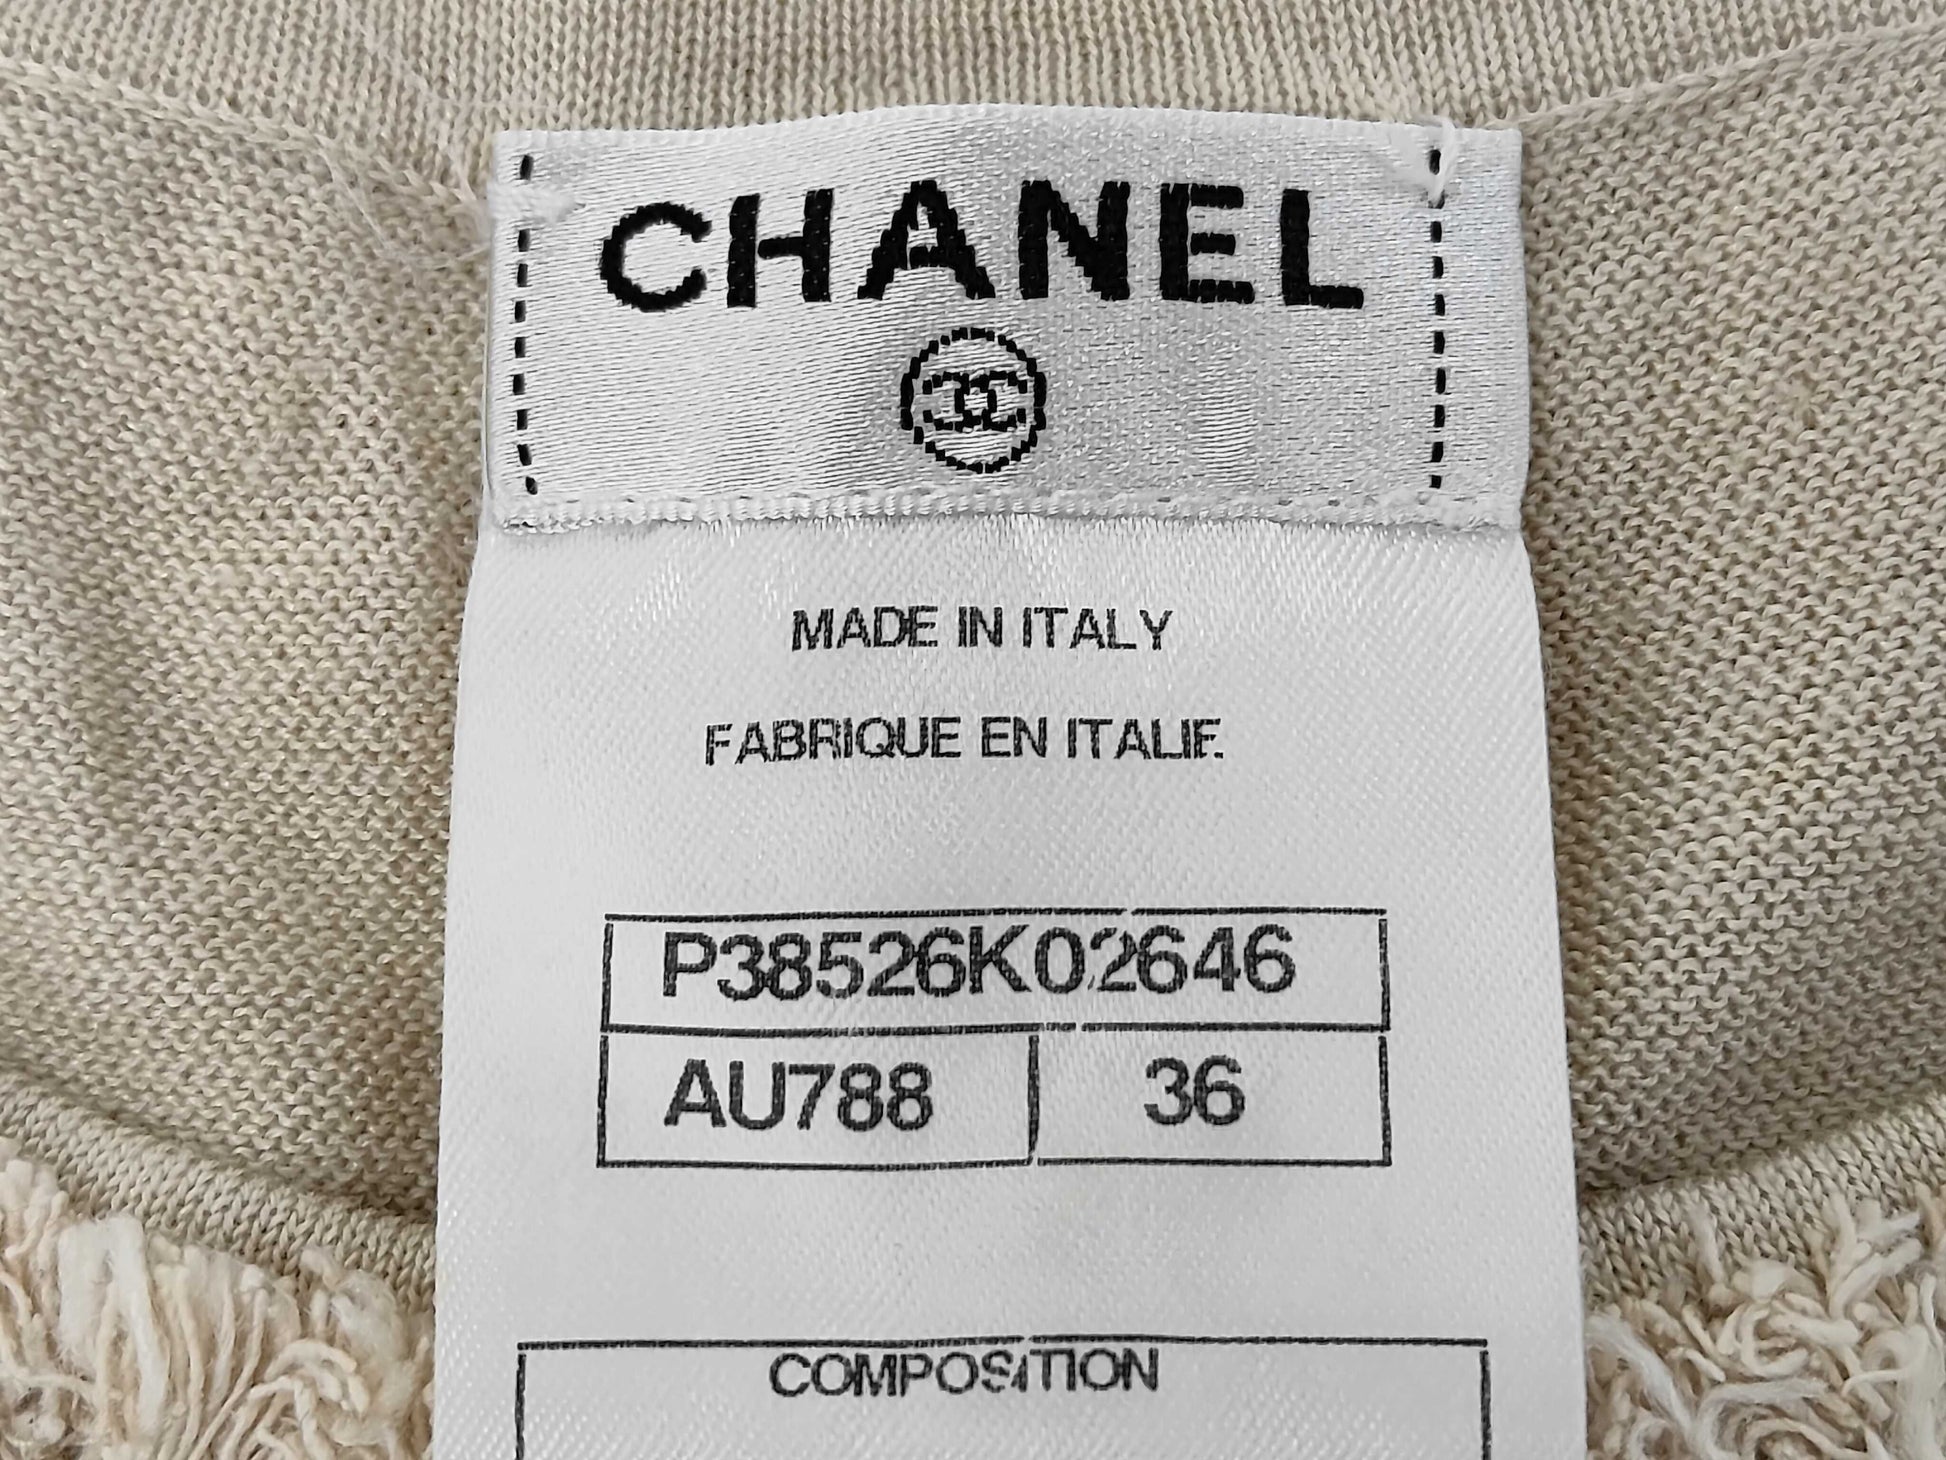 CHANEL
MADE IN ITALY
FABRIQUE EN ITALIE
P38526K02646
AU788 36
COMPOSITION